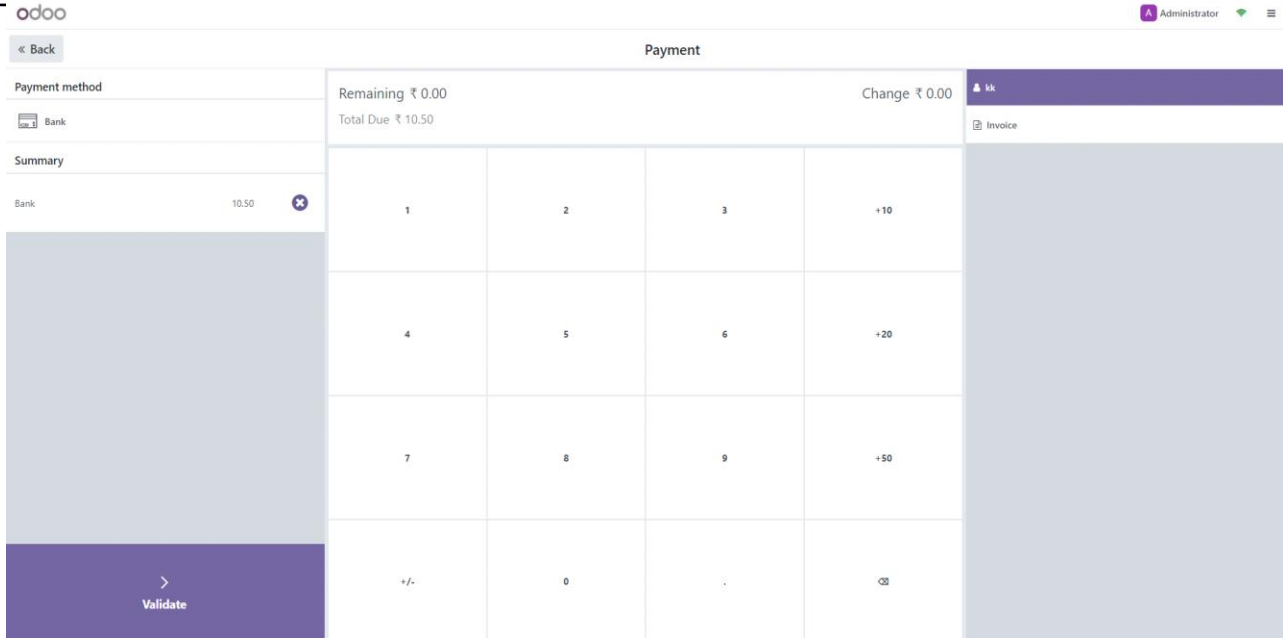 odoo
A Administrator
« Back
Payment
Payment method
Bank
Summary
Bank 10.50
Validate
Remaining ₹ 0.00 Change ₹ 0.00
Total Due ₹ 10.50
1 2 3 +10
4 5 6 +20
7 8 9 +50
+/- 0 .
kk
Invoice